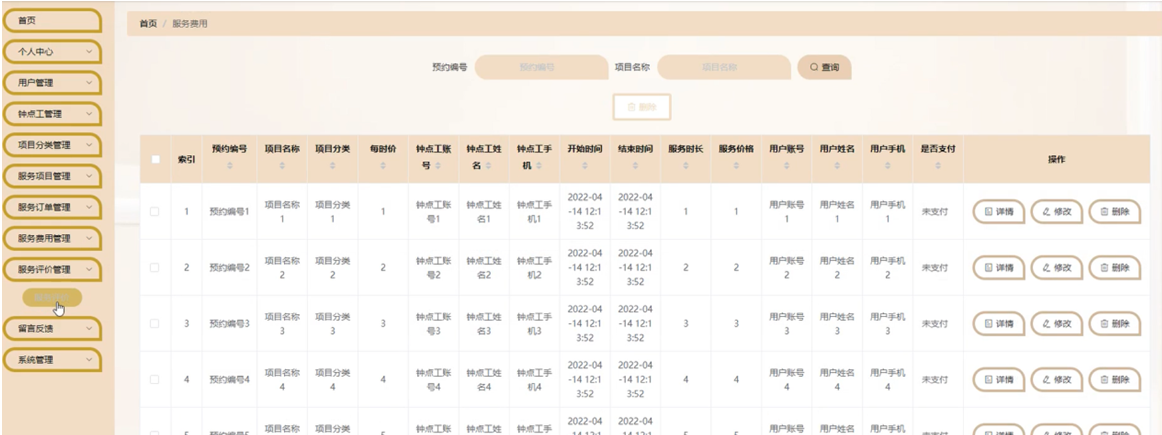 首页
个人中心
用户管理
钟点工管理
项目分类管理
服务项目管理
服务订单管理
服务费用管理
服务评价管理
留言反馈
系统管理
首页 / 服务费用
预约编号 预约编号 项目名称 项目名称 查询
删除
索引 预约编号 项目名称 项目分类 每时价 钟点工账号 钟点工姓名 钟点工手机 开始时间 结束时间 服务时长 服务价格 用户账号 用户姓名 用户手机 是否支付 操作
1 预约编号1 项目名称1 项目分类1 1 钟点工账号1 钟点工姓名1 钟点工手机1 2022-04-14 12:13:52 2022-04-14 12:13:52 1 1 用户账号1 用户姓名1 用户手机1 未支付 详情 修改 删除
2 预约编号2 项目名称2 项目分类2 2 钟点工账号2 钟点工姓名2 钟点工手机2 2022-04-14 12:13:52 2022-04-14 12:13:52 2 2 用户账号2 用户姓名2 用户手机2 未支付 详情 修改 删除
3 预约编号3 项目名称3 项目分类3 3 钟点工账号3 钟点工姓名3 钟点工手机3 2022-04-14 12:13:52 2022-04-14 12:13:52 3 3 用户账号3 用户姓名3 用户手机3 未支付 详情 修改 删除
4 预约编号4 项目名称4 项目分类4 4 钟点工账号4 钟点工姓名4 钟点工手机4 2022-04-14 12:13:52 2022-04-14 12:13:52 4 4 用户账号4 用户姓名4 用户手机4 未支付 详情 修改 删除
项目名称 项目分类 钟点工账 钟点工姓 钟点工手 2022-04 2022-04 用户账号 用户姓名 用户手机